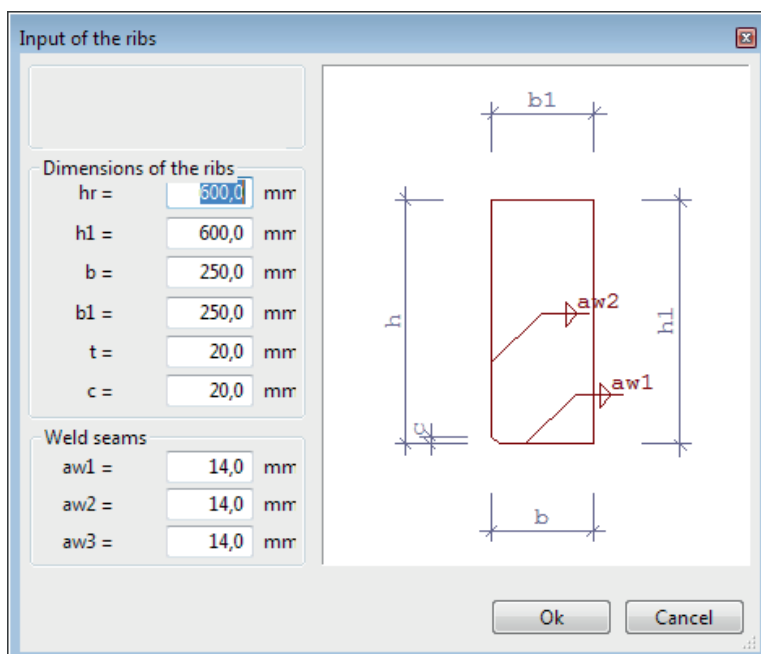 Input of the ribs
Dimensions of the ribs
hr = 600,0 mm
h1 = 600,0 mm
b = 250,0 mm
b1 = 250,0 mm
t = 20,0 mm
c = 20,0 mm
Weld seams
aw1 = 14,0 mm
aw2 = 14,0 mm
aw3 = 14,0 mm
b1
h
aw2
h1
aw1
c
b
Ok Cancel